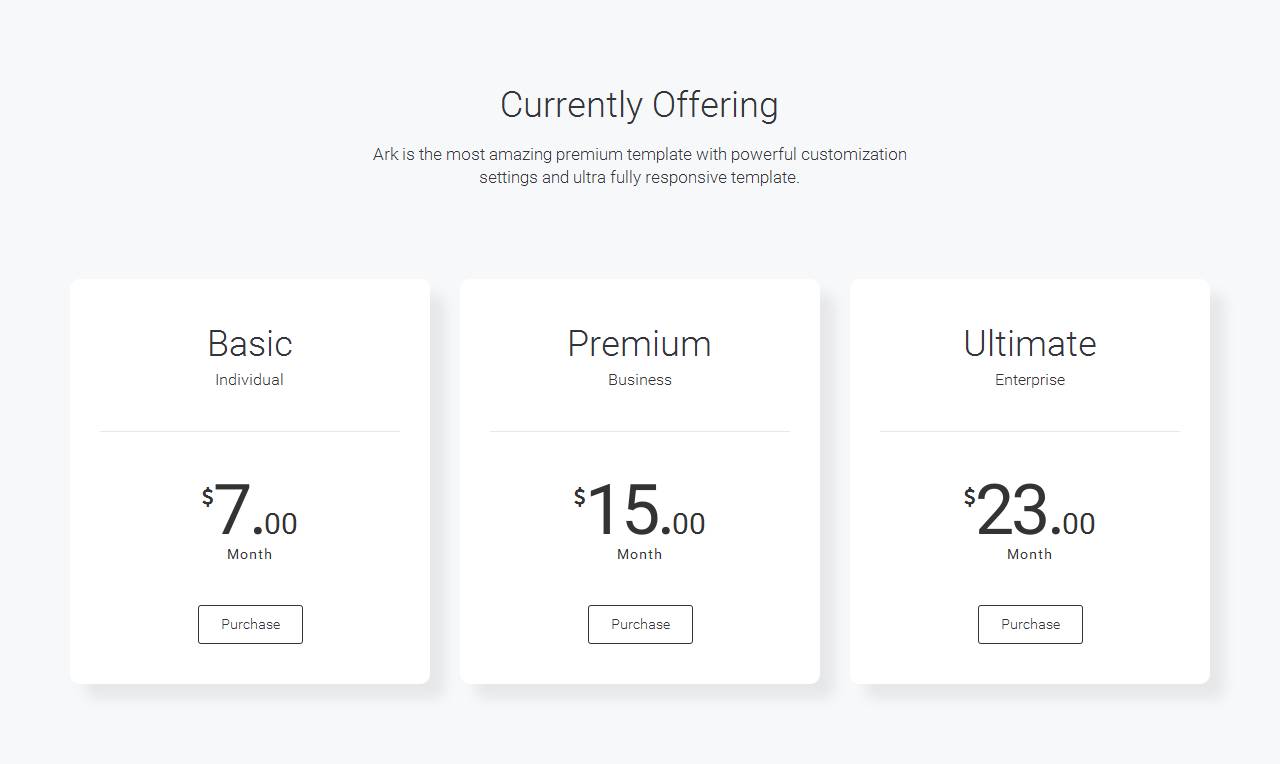 Currently Offering
Ark is the most amazing premium template with powerful customization
settings and ultra fully responsive template.
Basic
Individual
$7.00
Month
Purchase
Premium
Business
$15.00
Month
Purchase
Ultimate
Enterprise
$23.00
Month
Purchase